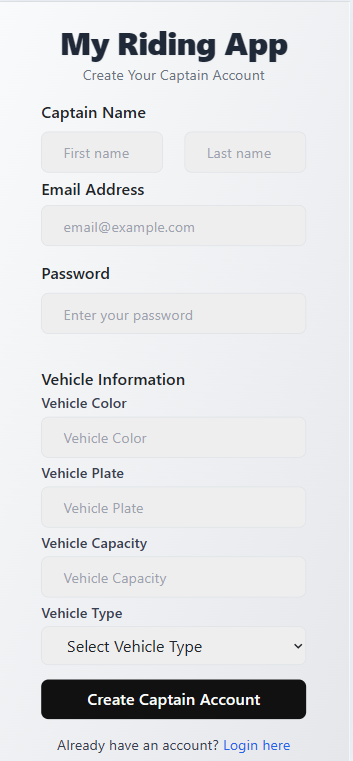 My Riding App
Create Your Captain Account
Captain Name
First name Last name
Email Address
email@example.com
Password
Enter your password
Vehicle Information
Vehicle Color
Vehicle Color
Vehicle Plate
Vehicle Plate
Vehicle Capacity
Vehicle Capacity
Vehicle Type
Select Vehicle Type
Create Captain Account
Already have an account? Login here